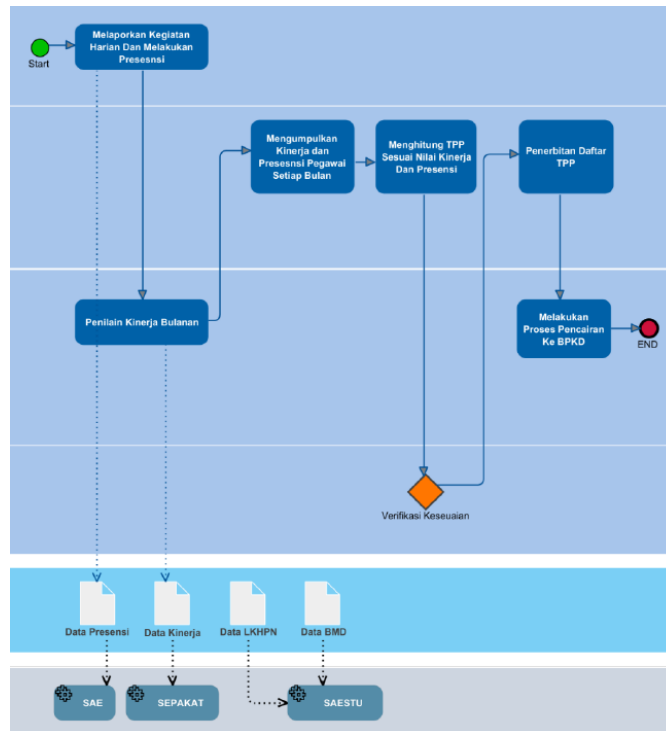 Melaporkan Kegiatan
Harian Dan Melakukan
Presesnsi
Start
Mengumpulkan
Kinerja dan
Presesnsi Pegawai
Setiap Bulan
Menghitung TPP
Sesuai Nilai Kinerja
Dan Presensi
Penerbitan Daftar
TPP
Penilain Kinerja Bulanan
Melakukan
Proses Pencairan
Ke BPKD
END
Verifikasi Keseuaian
Data Presensi
Data Kinerja
Data LKHPN
Data BMD
SAE
SEPAKAT
SAESTU